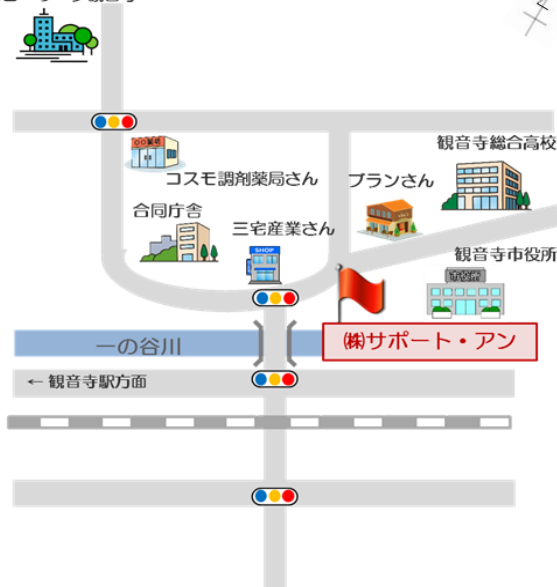 ○○薬局
コスモ調剤薬局さん
プランさん
観音寺総合高校
合同庁舎
三宅産業さん
SHOP
観音寺市役所
市役所
一の谷川
㈱サポート・アン
← 観音寺駅方面